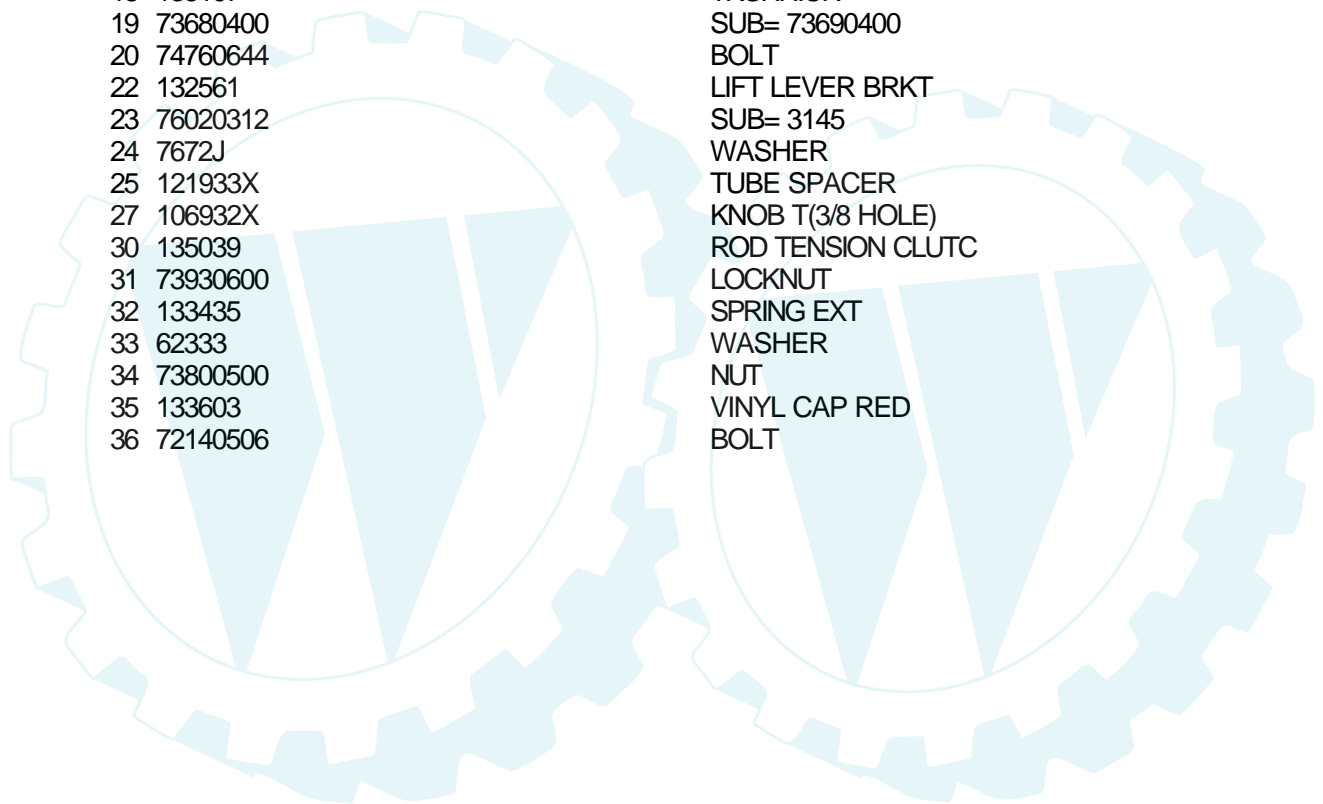 19 73680400 SUB= 73690400
20 74760644 BOLT
22 132561 LIFT LEVER BRKT
23 76020312 SUB= 3145
24 7672J WASHER
25 121933X TUBE SPACER
27 106932X KNOB T(3/8 HOLE)
30 135039 ROD TENSION CLUTC
31 73930600 LOCKNUT
32 133435 SPRING EXT
33 62333 WASHER
34 73800500 NUT
35 133603 VINYL CAP RED
36 72140506 BOLT